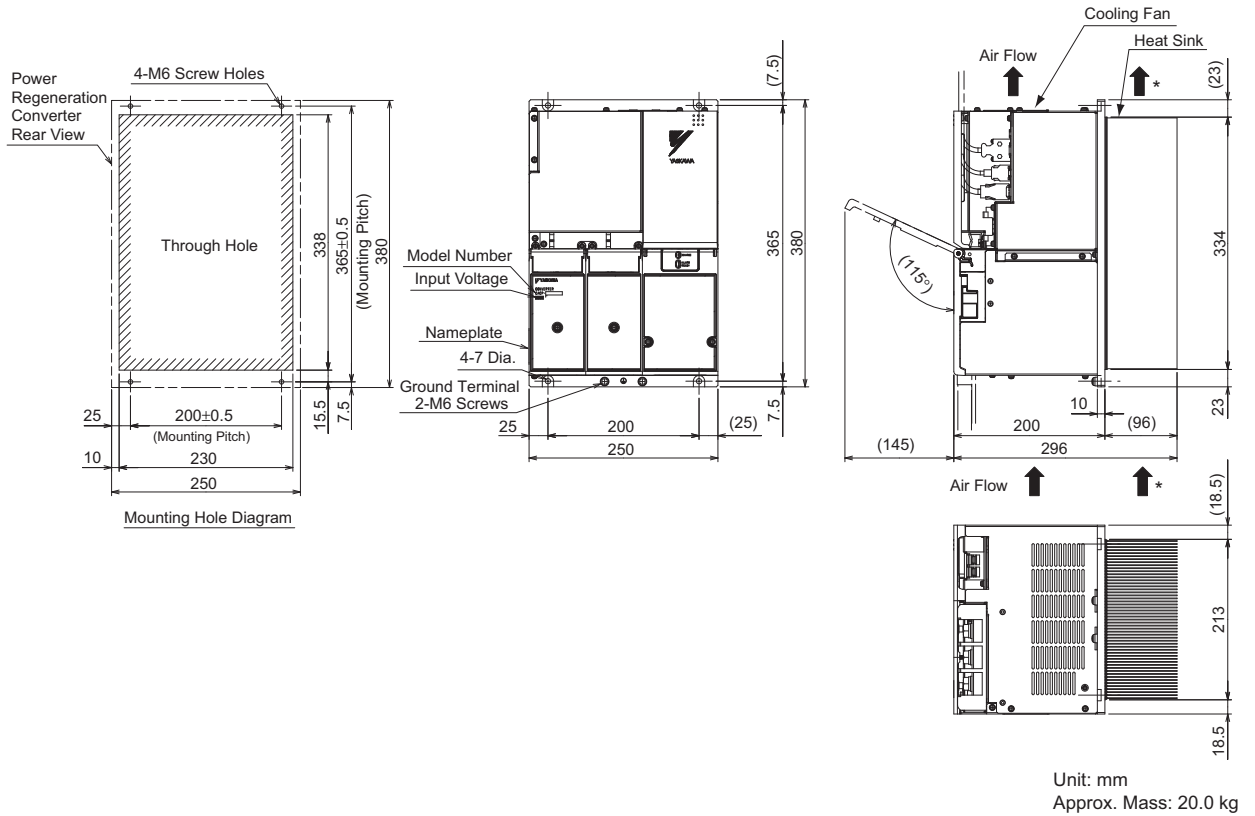 Power
Regeneration
Converter
Rear View
4-M6 Screw Holes
Through Hole
338
365±0.5
(Mounting Pitch)
380
25
200±0.5
(Mounting Pitch)
15.5
7.5
10
230
250
Mounting Hole Diagram
(7.5)
YASKAWA
Model Number
Input Voltage
Nameplate
4-7 Dia.
Ground Terminal
2-M6 Screws
365
380
7.5
25
200
(25)
250
Cooling Fan
Heat Sink
Air Flow
*
(23)
(115°)
334
10
23
200
(96)
(145)
296
Air Flow
*
(18.5)
213
18.5
Unit: mm
Approx. Mass: 20.0 kg